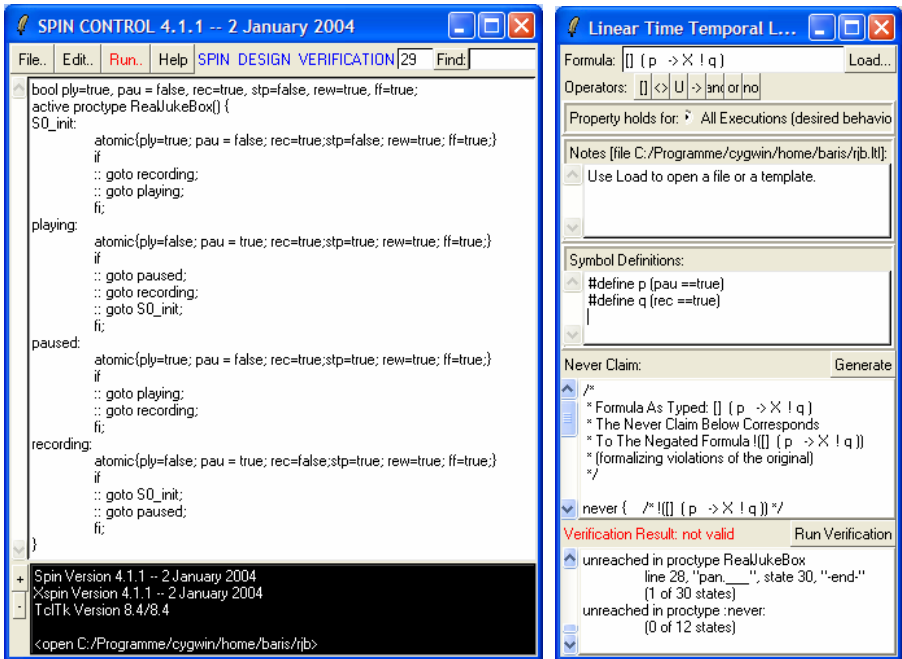 SPIN CONTROL 4.1.1 -- 2 January 2004
File.. Edit.. Run.. Help SPIN DESIGN VERIFICATION 29 Find:
bool ply=true, pau = false, rec=true, stp=false, rew=true, ff=true;
active proctype RealJukeBox() {
S0_init:
atomic{ply=true; pau = false; rec=true;stp=false; rew=true; ff=true;}
if
:: goto recording;
:: goto playing;
fi;
playing:
atomic{ply=false; pau = true; rec=true;stp=true; rew=true; ff=true;}
if
:: goto paused;
:: goto recording;
:: goto S0_init;
fi;
paused:
atomic{ply=true; pau = false; rec=true;stp=true; rew=true; ff=true;}
if
:: goto playing;
:: goto recording;
fi;
recording:
atomic{ply=false; pau = true; rec=false;stp=true; rew=true; ff=true;}
if
:: goto S0_init;
:: goto paused;
fi;
}
+ Spin Version 4.1.1 -- 2 January 2004
Xspin Version 4.1.1 -- 2 January 2004
- TclTk Version 8.4/8.4
<open C:/Programme/cygwin/home/baris/rjb>
Linear Time Temporal L...
Formula: [] ( p -> X ! q ) Load...
Operators: [] <> U -> and or no
Property holds for: All Executions (desired behavio
Notes [file C:/Programme/cygwin/home/baris/rjb.ltl]:
Use Load to open a file or a template.
Symbol Definitions:
#define p (pau ==true)
#define q (rec ==true)
Never Claim: Generate
/*
* Formula As Typed: [] ( p -> X ! q )
* The Never Claim Below Corresponds
* To The Negated Formula !([] ( p -> X ! q ))
* (formalizing violations of the original)
*/
never { /* !([] ( p -> X ! q )) */
Verification Result: not valid Run Verification
unreached in proctype RealJukeBox
line 28, "pan.___", state 30, "-end-"
(1 of 30 states)
unreached in proctype :never:
(0 of 12 states)